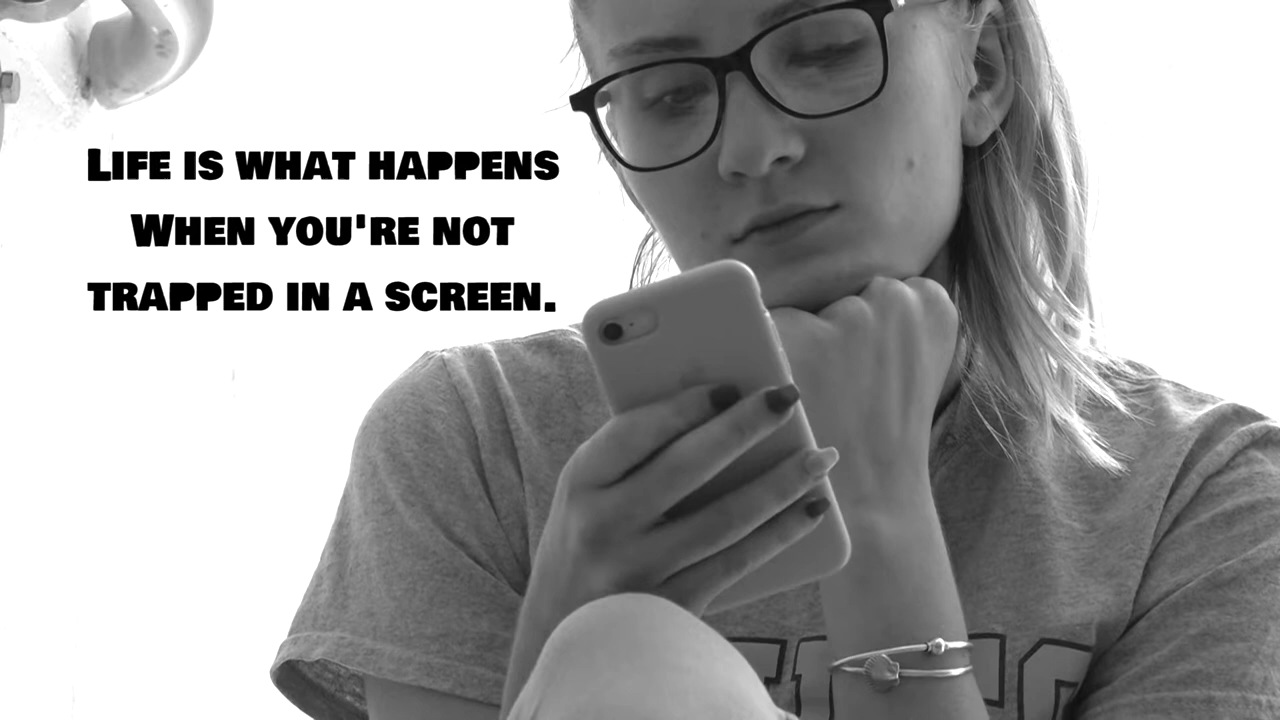 Life is what happens
When you're not
trapped in a screen.